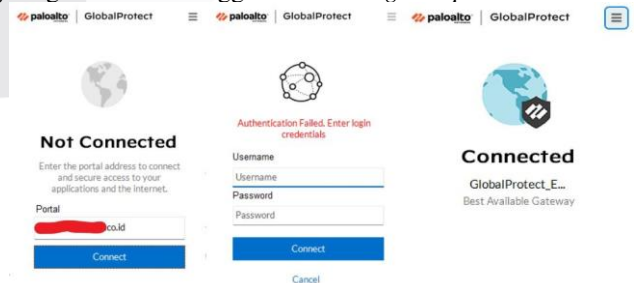 paloalto GlobalProtect
Not Connected
Enter the portal address to connect
and secure access to your
applications and the internet.
Portal
co.id
Connect
paloalto GlobalProtect
Authentication Failed. Enter login
credentials
Username
Username
Password
Password
Connect
Cancel
paloalto GlobalProtect
Connected
GlobalProtect_E...
Best Available Gateway